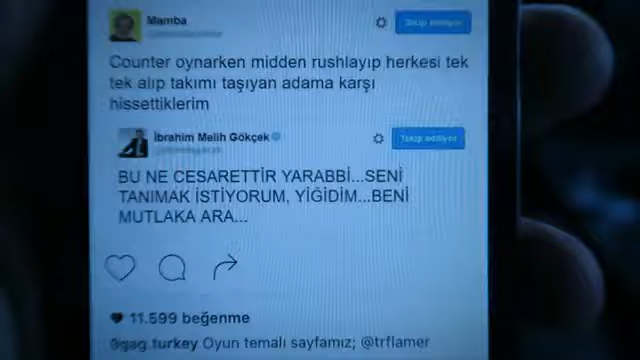 Mamba
Takip ediliyor
Counter oynarken midden rushlayıp herkesi tek
tek alıp takımı taşıyan adama karşı
hissettiklerim
İbrahim Melih Gökçek
Takip ediliyor
BU NE CESARETTİR YARABBİ...SENİ
TANIMAK İSTİYORUM, YİĞİDİM...BENİ
MUTLAKA ARA...
11.599 beğenme
9gag.turkey Oyun temalı sayfamız; @trflamer